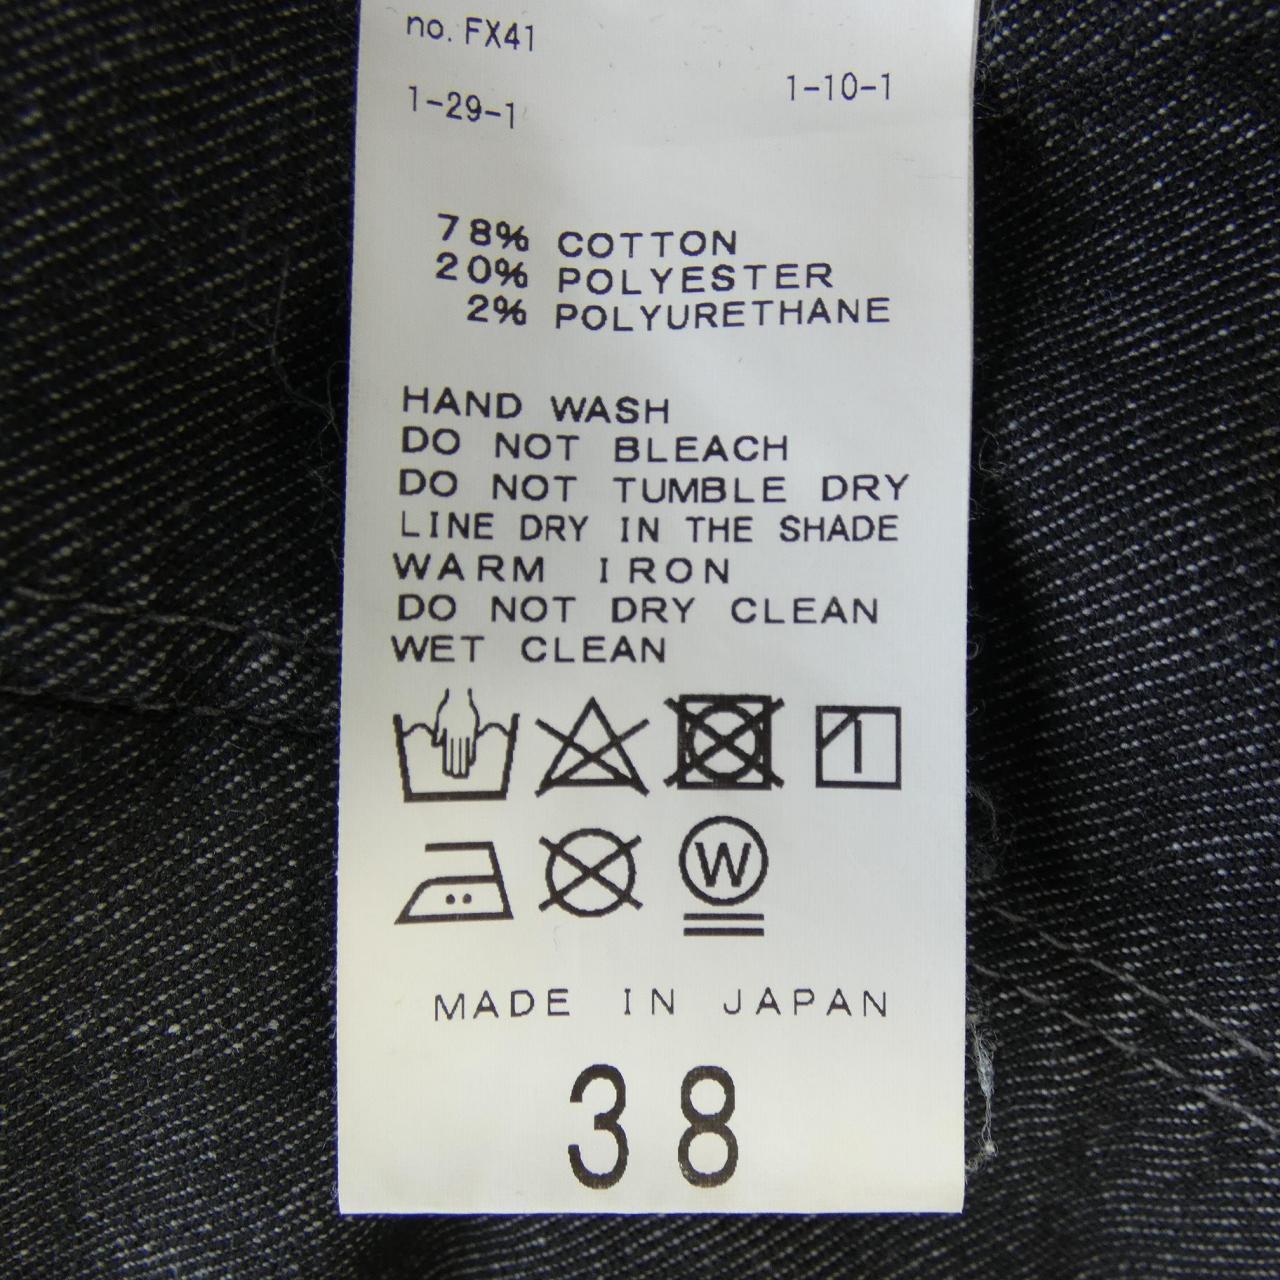 no. FX41
1-29-1 1-10-1
78% COTTON
20% POLYESTER
2% POLYURETHANE
HAND WASH
DO NOT BLEACH
DO NOT TUMBLE DRY
LINE DRY IN THE SHADE
WARM IRON
DO NOT DRY CLEAN
WET CLEAN
W
MADE IN JAPAN
38